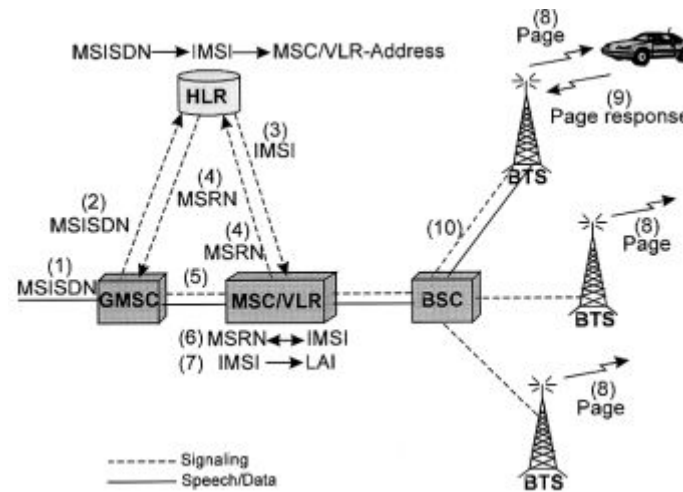 MSISDN → IMSI → MSC/VLR-Address
HLR
(8)
Page
(9)
Page response
BTS
(3)
IMSI
(4)
MSRN
(2)
MSISDN
(4)
MSRN
(10)
(8)
Page
BTS
(1)
MSISDN
GMSC
(5)
MSC/VLR
BSC
(6) MSRN ↔ IMSI
(7) IMSI → LAI
(8)
Page
BTS
Signaling
Speech/Data